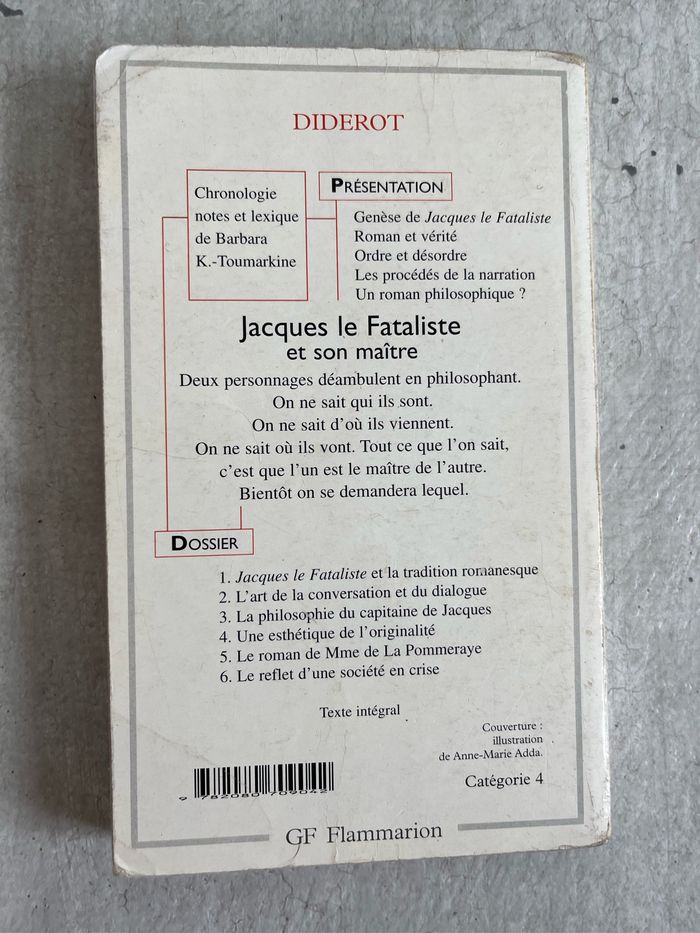 DIDEROT
Chronologie
notes et lexique
de Barbara
K.-Toumarkine
PRÉSENTATION
Genèse de Jacques le Fataliste
Roman et vérité
Ordre et désordre
Les procédés de la narration
Un roman philosophique ?
Jacques le Fataliste
et son maître
Deux personnages déambulent en philosophant.
On ne sait qui ils sont.
On ne sait d'où ils viennent.
On ne sait où ils vont. Tout ce que l'on sait,
c'est que l'un est le maître de l'autre.
Bientôt on se demandera lequel.
DOSSIER
1. Jacques le Fataliste et la tradition romanesque
2. L'art de la conversation et du dialogue
3. La philosophie du capitaine de Jacques
4. Une esthétique de l'originalité
5. Le roman de Mme de La Pommeraye
6. Le reflet d'une société en crise
Texte intégral
Couverture :
illustration
de Anne-Marie Adda.
Catégorie 4
9 782080 709042
GF Flammarion